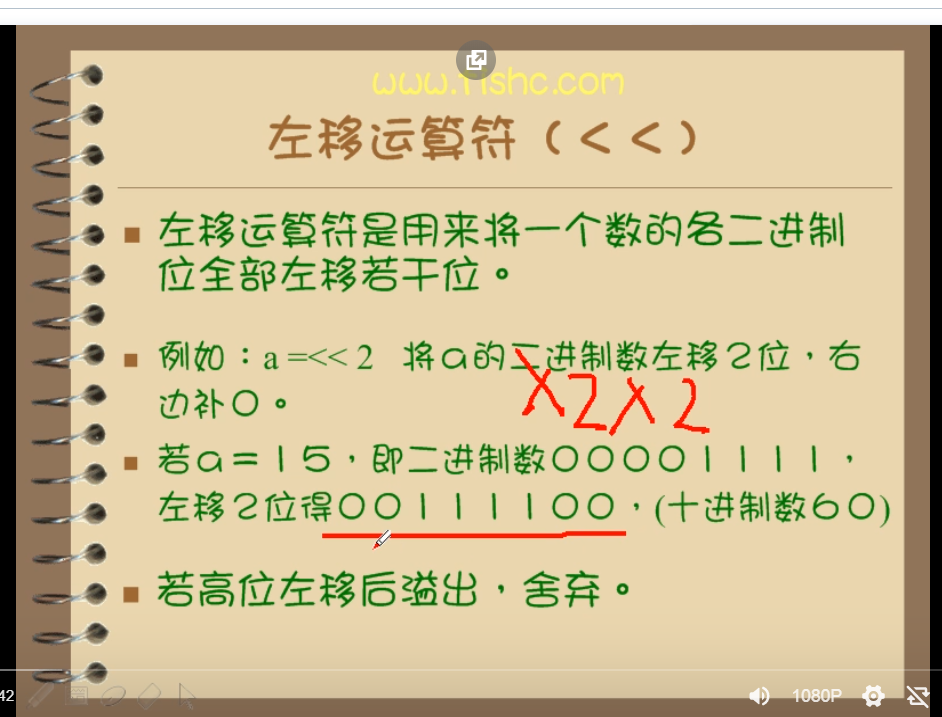 www.rishc.com
左移运算符（<<）
■ 左移运算符是用来将一个数的各二进制
位全部左移若干位。
■ 例如：a =<< 2 将a的二进制数左移2位，右
边补0。
×2×2
■ 若a=15，即二进制数00001111，
左移2位得00111100，(十进制数60)
■ 若高位左移后溢出，舍弃。
42
1080P